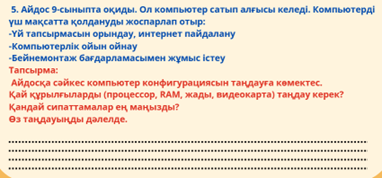 5. Айдос 9-сыныпта оқиды. Ол компьютер сатып алғысы келеді. Компьютерді
үш мақсатта қолдануды жоспарлап отыр:
-Үй тапсырмасын орындау, интернет пайдалану
-Компьютерлік ойын ойнау
-Бейнемонтаж бағдарламасымен жұмыс істеу
Тапсырма:
Айдосқа сәйкес компьютер конфигурациясын таңдауға көмектес.
Қай құрылғыларды (процессор, RAM, жады, видеокарта) таңдау керек?
Қандай сипаттамалар ең маңызды?
Өз таңдауыңды дәлелде.